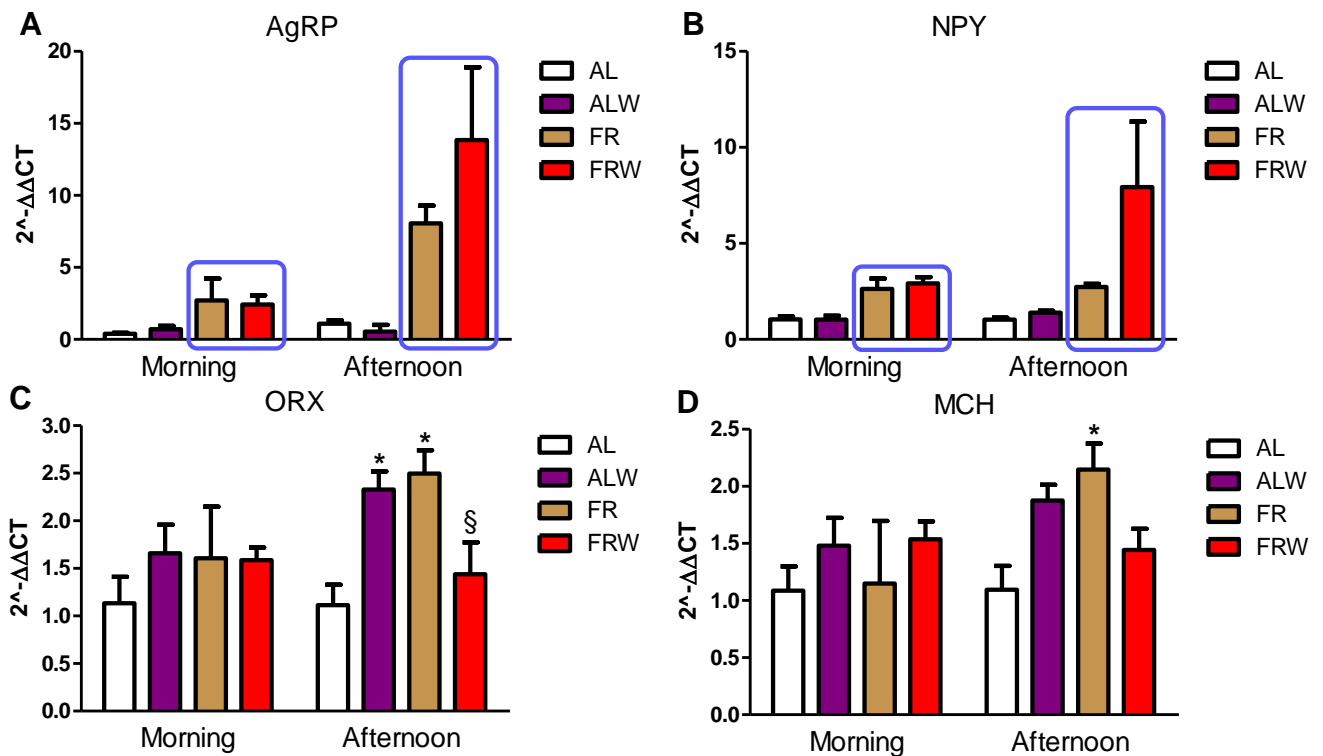 A
AgRP
20
15
10
5
0
2^-ΔΔCT
Morning
Afternoon
AL
ALW
FR
FRW
B
NPY
15
10
5
0
2^-ΔΔCT
Morning
Afternoon
AL
ALW
FR
FRW
C
ORX
3.0
2.5
2.0
1.5
1.0
0.5
0.0
2^-ΔΔCT
*
*
§
Morning
Afternoon
AL
ALW
FR
FRW
D
MCH
2.5
2.0
1.5
1.0
0.5
0.0
2^-ΔΔCT
*
Morning
Afternoon
AL
ALW
FR
FRW